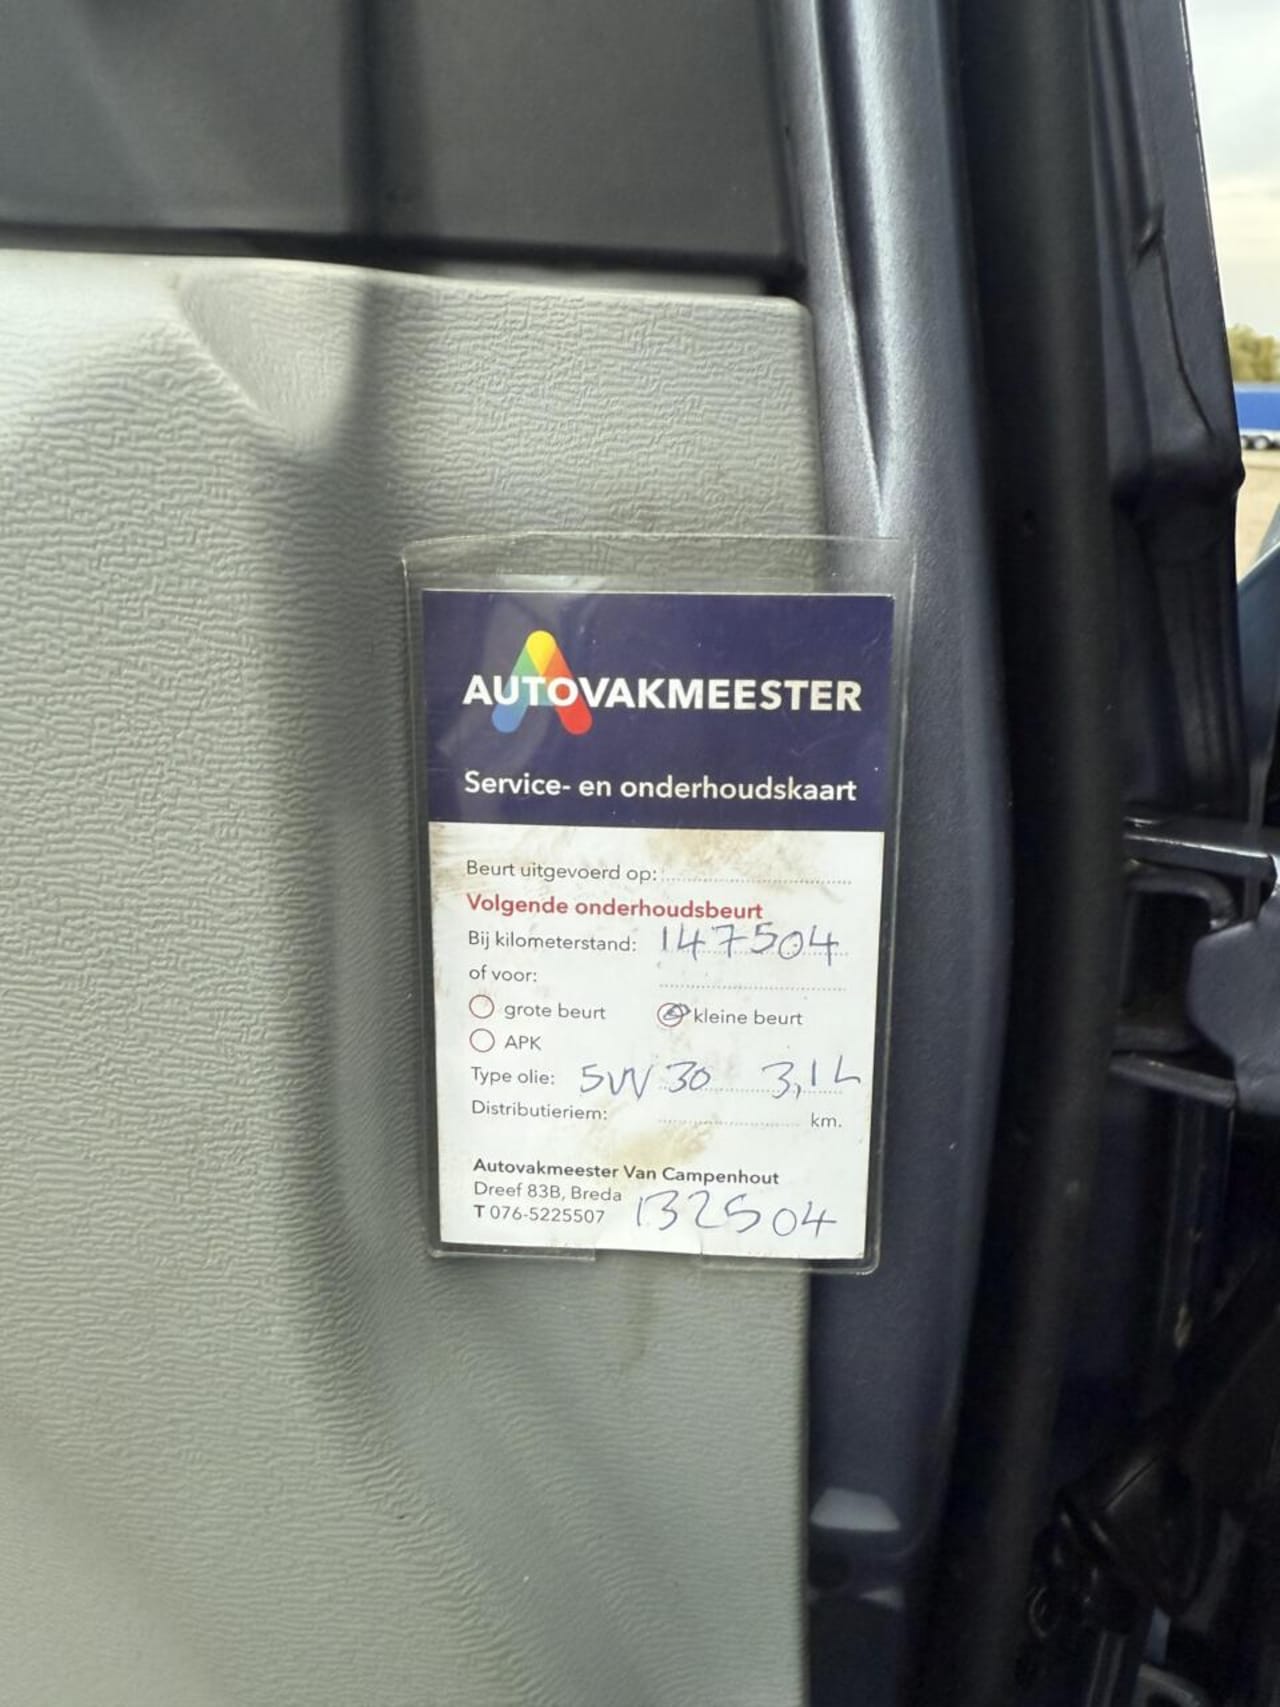 AUTOVAKMEESTER
Service- en onderhoudskaart
Beurt uitgevoerd op:
Volgende onderhoudsbeurt
Bij kilometerstand: 147504
of voor:
grote beurt kleine beurt
APK
Type olie: 5W30 3,1L
Distributieriem: km.
Autovakmeester Van Campenhout
Dreef 83B, Breda
T 076-5225507 132504